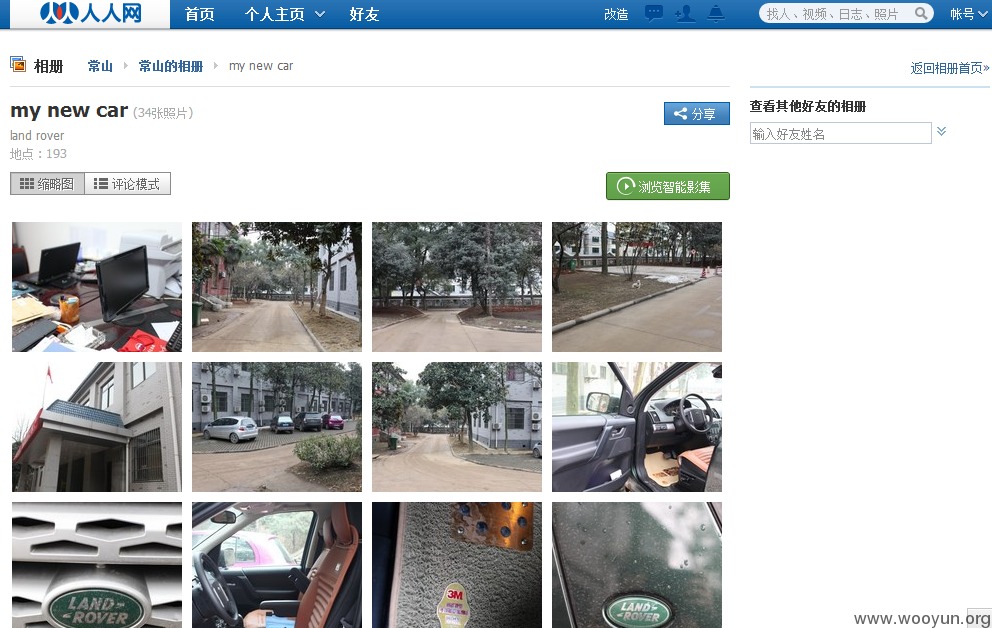 人人网 首页 个人主页 好友 改造 找人、视频、日志、照片 帐号
相册 常山 常山的相册 my new car 返回相册首页»
my new car (34张照片) 分享 查看其他好友的相册
land rover 输入好友姓名
地点：193
缩略图 评论模式 浏览智能影集
LAND ROVER
3M
LAND ROVER
www.wooyun.org